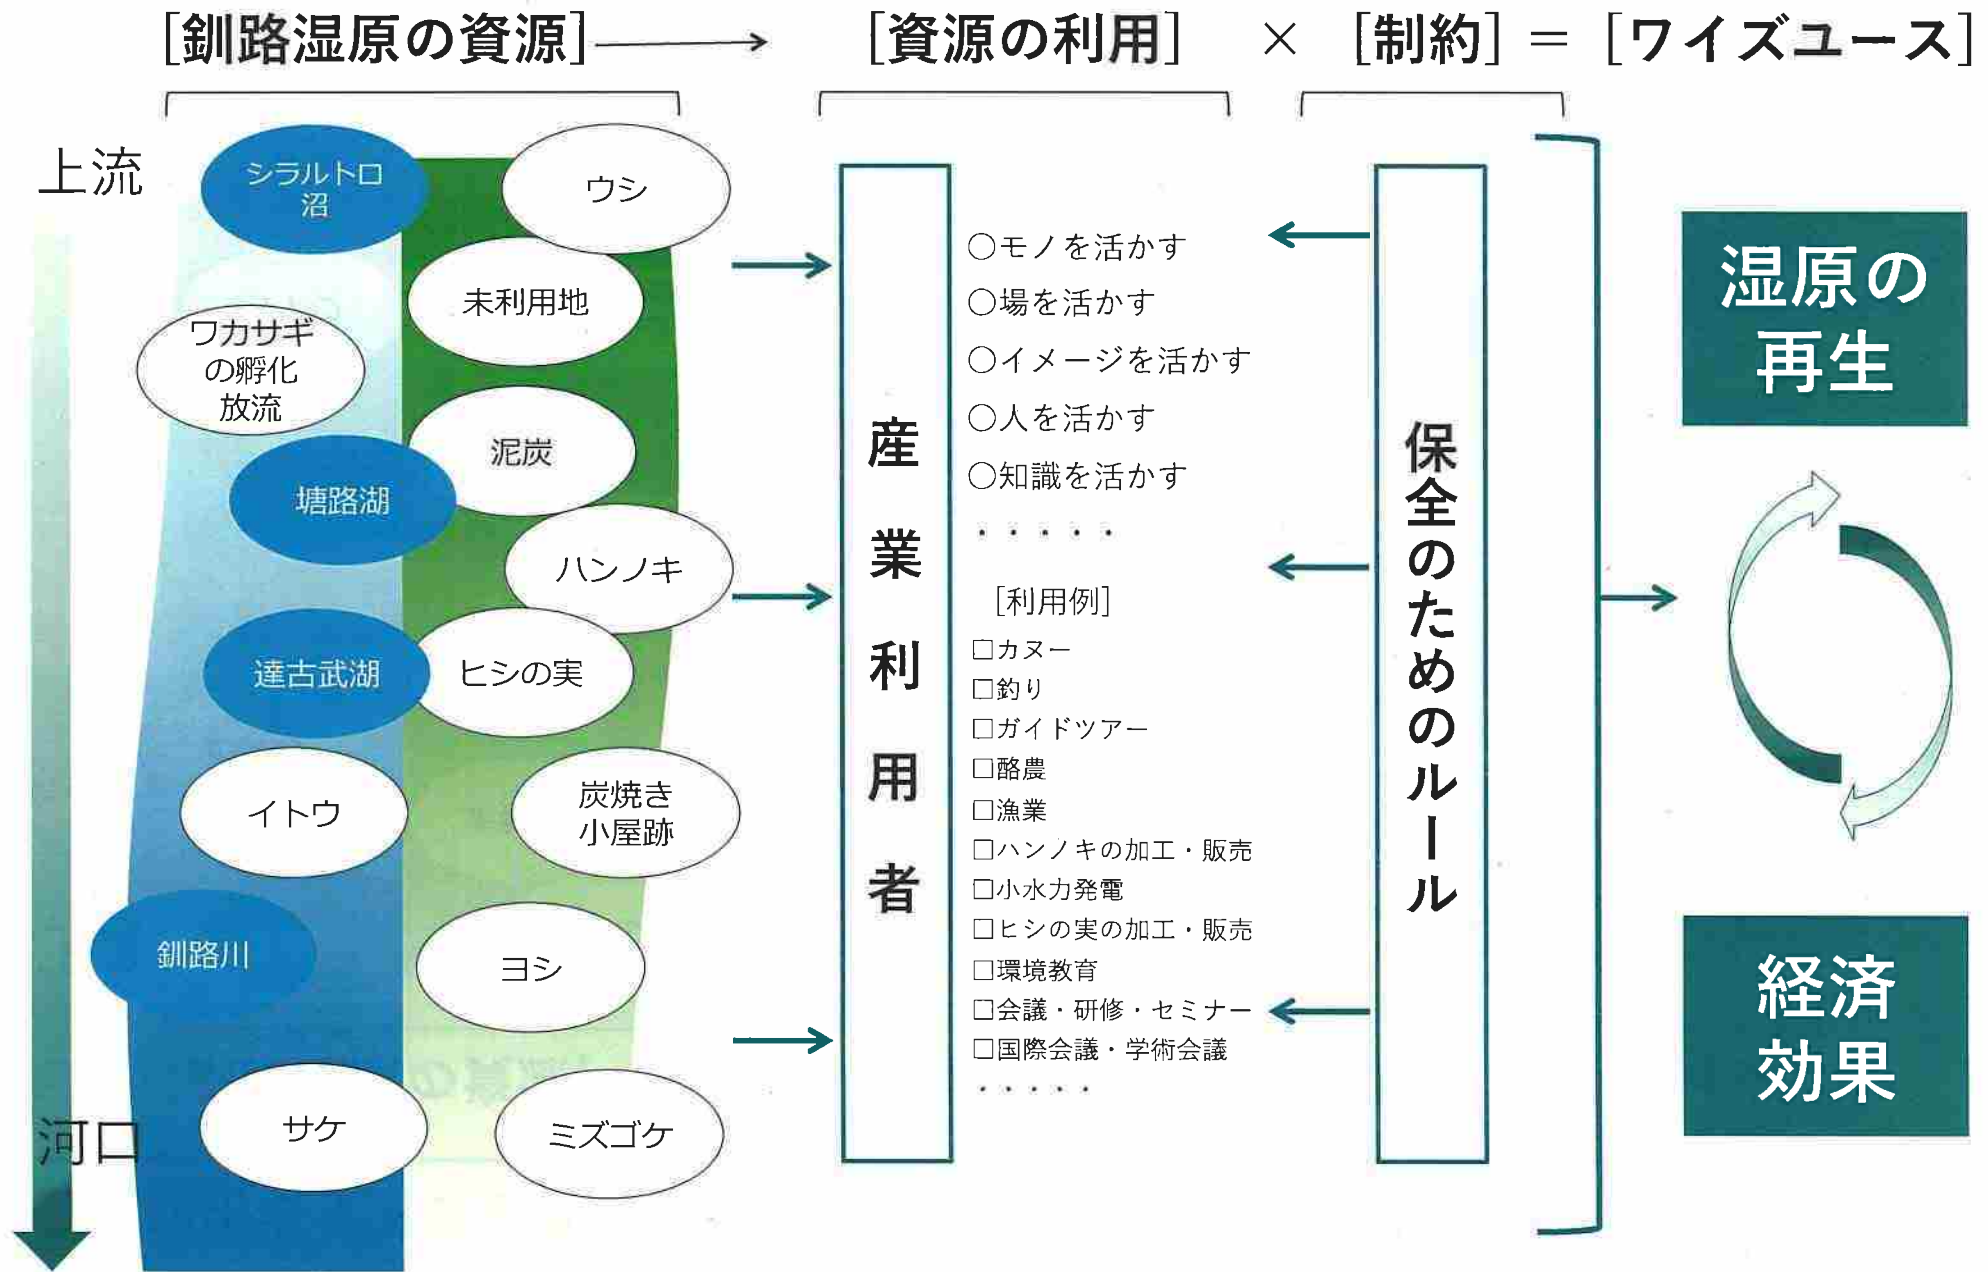 [釧路湿原の資源] → [資源の利用] × [制約] = [ワイズユース]
上流
シラルトロ
沼
ウシ
未利用地
ワカサギ
の孵化
放流
泥炭
塘路湖
ハンノキ
達古武湖
ヒシの実
イトウ
炭焼き
小屋跡
釧路川
ヨシ
河口
サケ
ミズゴケ
産業利用者
○モノを活かす
○場を活かす
○イメージを活かす
○人を活かす
○知識を活かす
・・・・・
[利用例]
□カヌー
□釣り
□ガイドツアー
□酪農
□漁業
□ハンノキの加工・販売
□小水力発電
□ヒシの実の加工・販売
□環境教育
□会議・研修・セミナー
□国際会議・学術会議
・・・・・
保全のためのルール
湿原の
再生
経済
効果